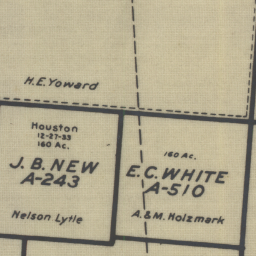 H.E. Yoward
Houston
12-27-33
160 Ac.
J. B. NEW
A-243
Nelson Lytle
160 Ac.
E. C. WHITE
A-510
A.&M. Holzmark